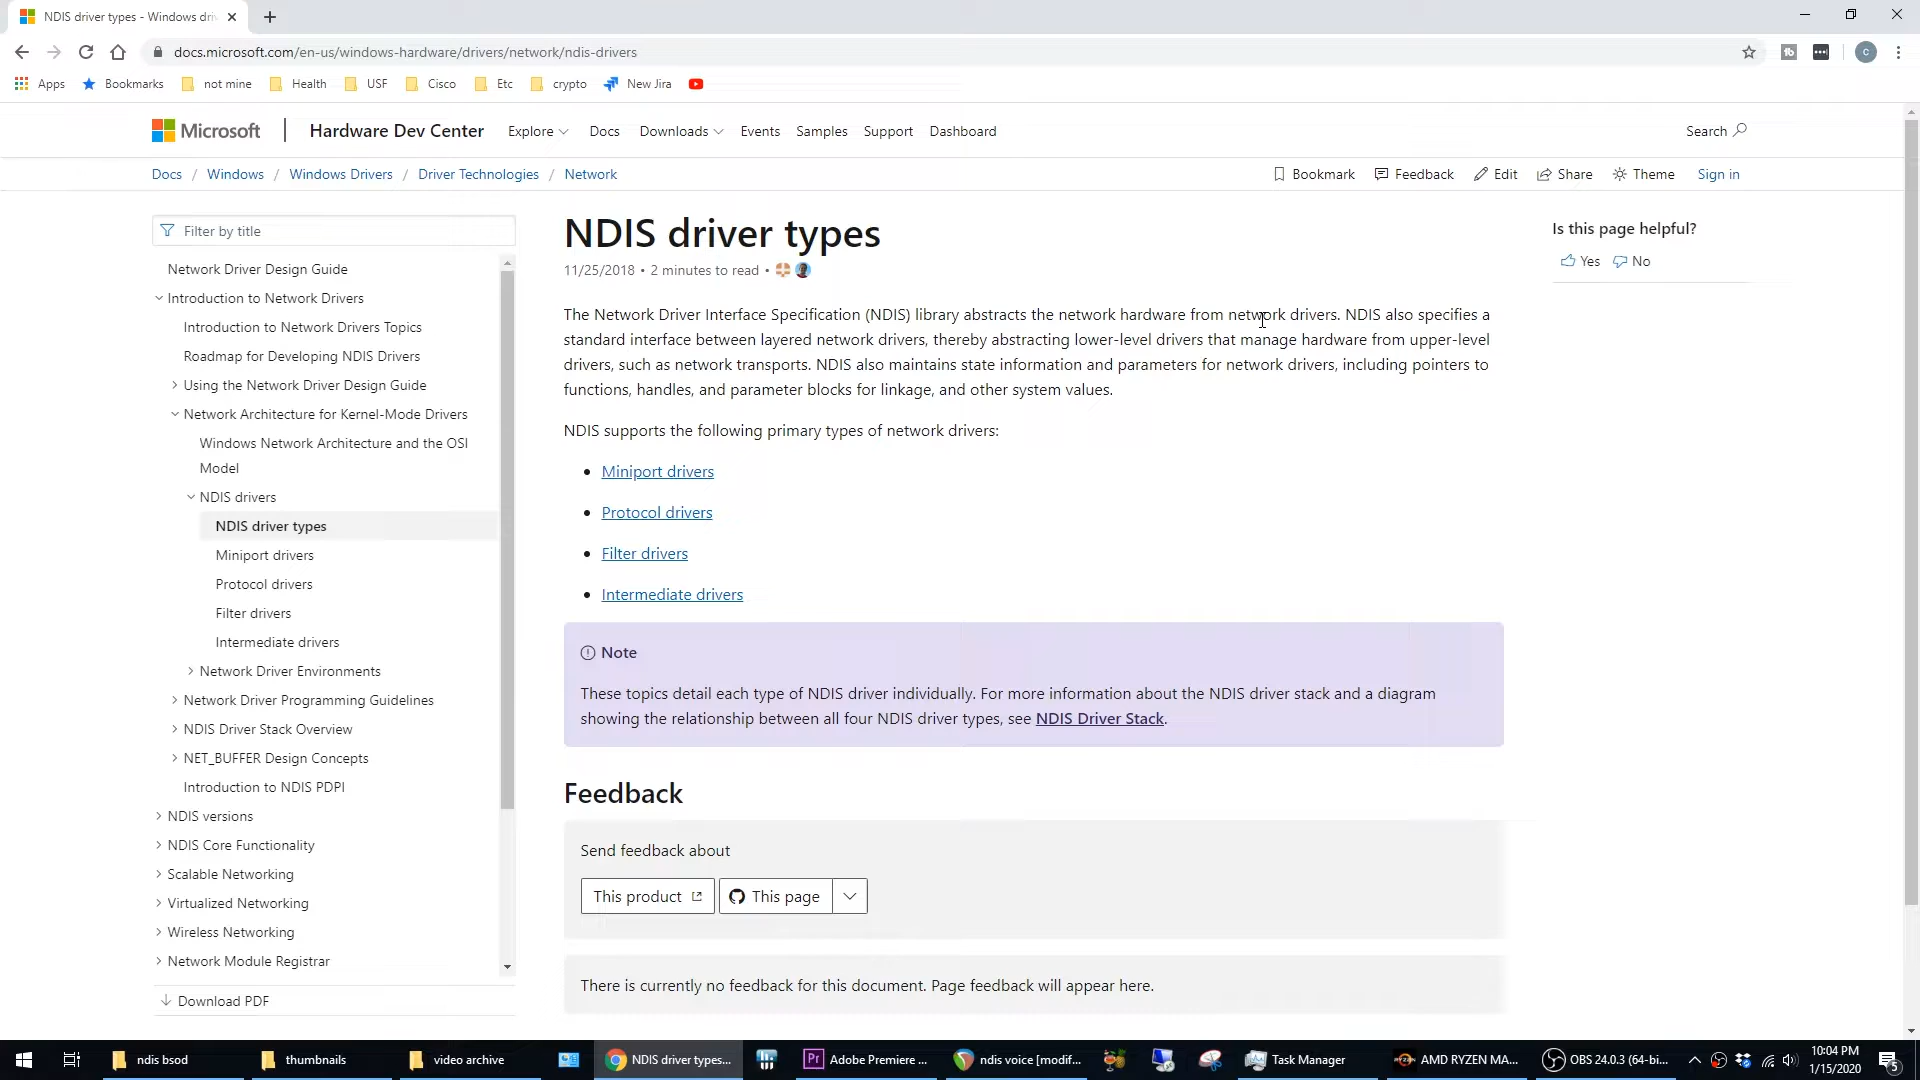 NDIS driver types - Windows dri
docs.microsoft.com/en-us/windows-hardware/drivers/network/ndis-drivers
c
Apps Bookmarks not mine Health USF Cisco Etc crypto New Jira
Microsoft Hardware Dev Center Explore Docs Downloads Events Samples Support Dashboard Search
Docs / Windows / Windows Drivers / Driver Technologies / Network Bookmark Feedback Edit Share Theme Sign in
Filter by title
Network Driver Design Guide
Introduction to Network Drivers
Introduction to Network Drivers Topics
Roadmap for Developing NDIS Drivers
Using the Network Driver Design Guide
Network Architecture for Kernel-Mode Drivers
Windows Network Architecture and the OSI
Model
NDIS drivers
NDIS driver types
Miniport drivers
Protocol drivers
Filter drivers
Intermediate drivers
Network Driver Environments
Network Driver Programming Guidelines
NDIS Driver Stack Overview
NET_BUFFER Design Concepts
Introduction to NDIS PDPI
NDIS versions
NDIS Core Functionality
Scalable Networking
Virtualized Networking
Wireless Networking
Network Module Registrar
Download PDF
NDIS driver types
11/25/2018 • 2 minutes to read •
The Network Driver Interface Specification (NDIS) library abstracts the network hardware from network drivers. NDIS also specifies a
standard interface between layered network drivers, thereby abstracting lower-level drivers that manage hardware from upper-level
drivers, such as network transports. NDIS also maintains state information and parameters for network drivers, including pointers to
functions, handles, and parameter blocks for linkage, and other system values.
NDIS supports the following primary types of network drivers:
• Miniport drivers
• Protocol drivers
• Filter drivers
• Intermediate drivers
Note
These topics detail each type of NDIS driver individually. For more information about the NDIS driver stack and a diagram
showing the relationship between all four NDIS driver types, see NDIS Driver Stack.
Feedback
Send feedback about
This product This page
There is currently no feedback for this document. Page feedback will appear here.
Is this page helpful?
Yes No
ndis bsod thumbnails video archive NDIS driver types... Pr Adobe Premiere ... ndis voice [modif... Task Manager AMD RYZEN MA... OBS 24.0.3 (64-bi...
10:04 PM
1/15/2020
5